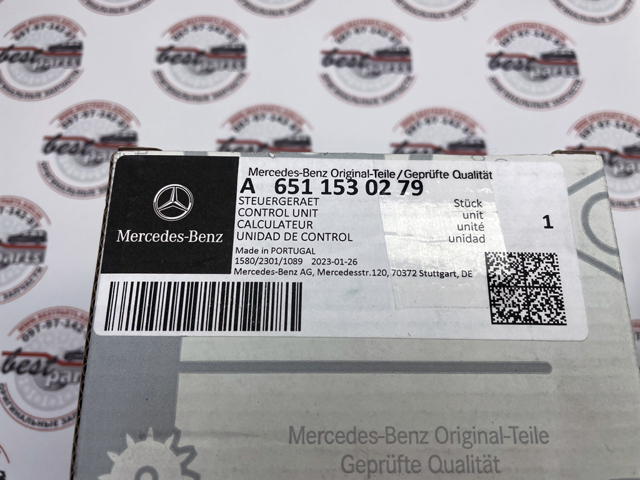 Mercedes-Benz Original-Teile/Geprüfte Qualität
A 651 153 0279
STEUERGERAET Stück
CONTROL UNIT unit 1
CALCULATEUR unité
UNIDAD DE CONTROL unidad
Mercedes-Benz
Made in PORTUGAL
1580/2301/1089 2023-01-26
Mercedes-Benz AG, Mercedesstr.120, 70372 Stuttgart, DE
Mercedes-Benz Original-Teile
Geprüfte Qualität